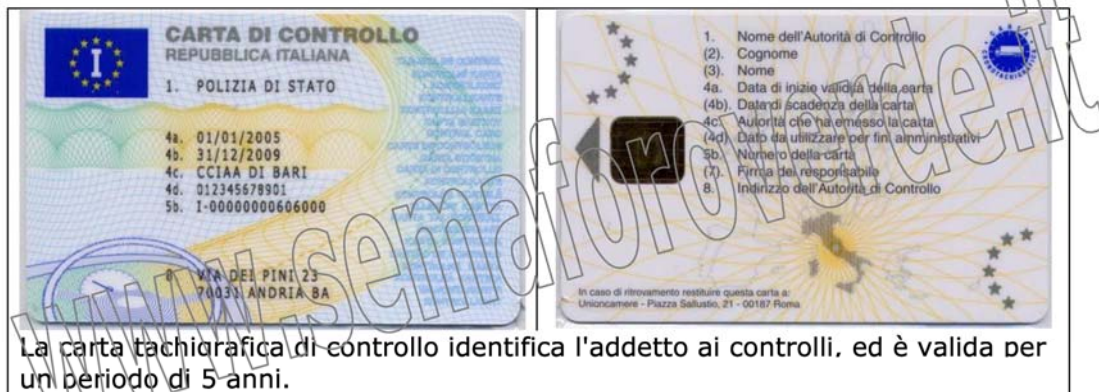 CARTA DI CONTROLLO
REPUBBLICA ITALIANA
I
1. POLIZIA DI STATO
4a. 01/01/2005
4b. 31/12/2009
4c. CCIAA DI BARI
4d. 012345678901
5b. I-00000000606000
8 VIA DEI PINI 23
70031 ANDRIA BA
1. Nome dell'Autorità di Controllo
(2). Cognome
(3). Nome
4a. Data di inizio validità della carta
(4b). Data di scadenza della carta
4c. Autorità che ha emesso la carta
(4d). Dato da utilizzare per fini amministrativi
5b. Numero della carta
(7). Firma del responsabile
8. Indirizzo dell'Autorità di Controllo
In caso di ritrovamento restituire questa carta a:
Unioncamere - Piazza Sallustio, 21 - 00187 Roma
www.semaforoverde.it
La carta tachigrafica di controllo identifica l'addetto ai controlli, ed è valida per
un periodo di 5 anni.